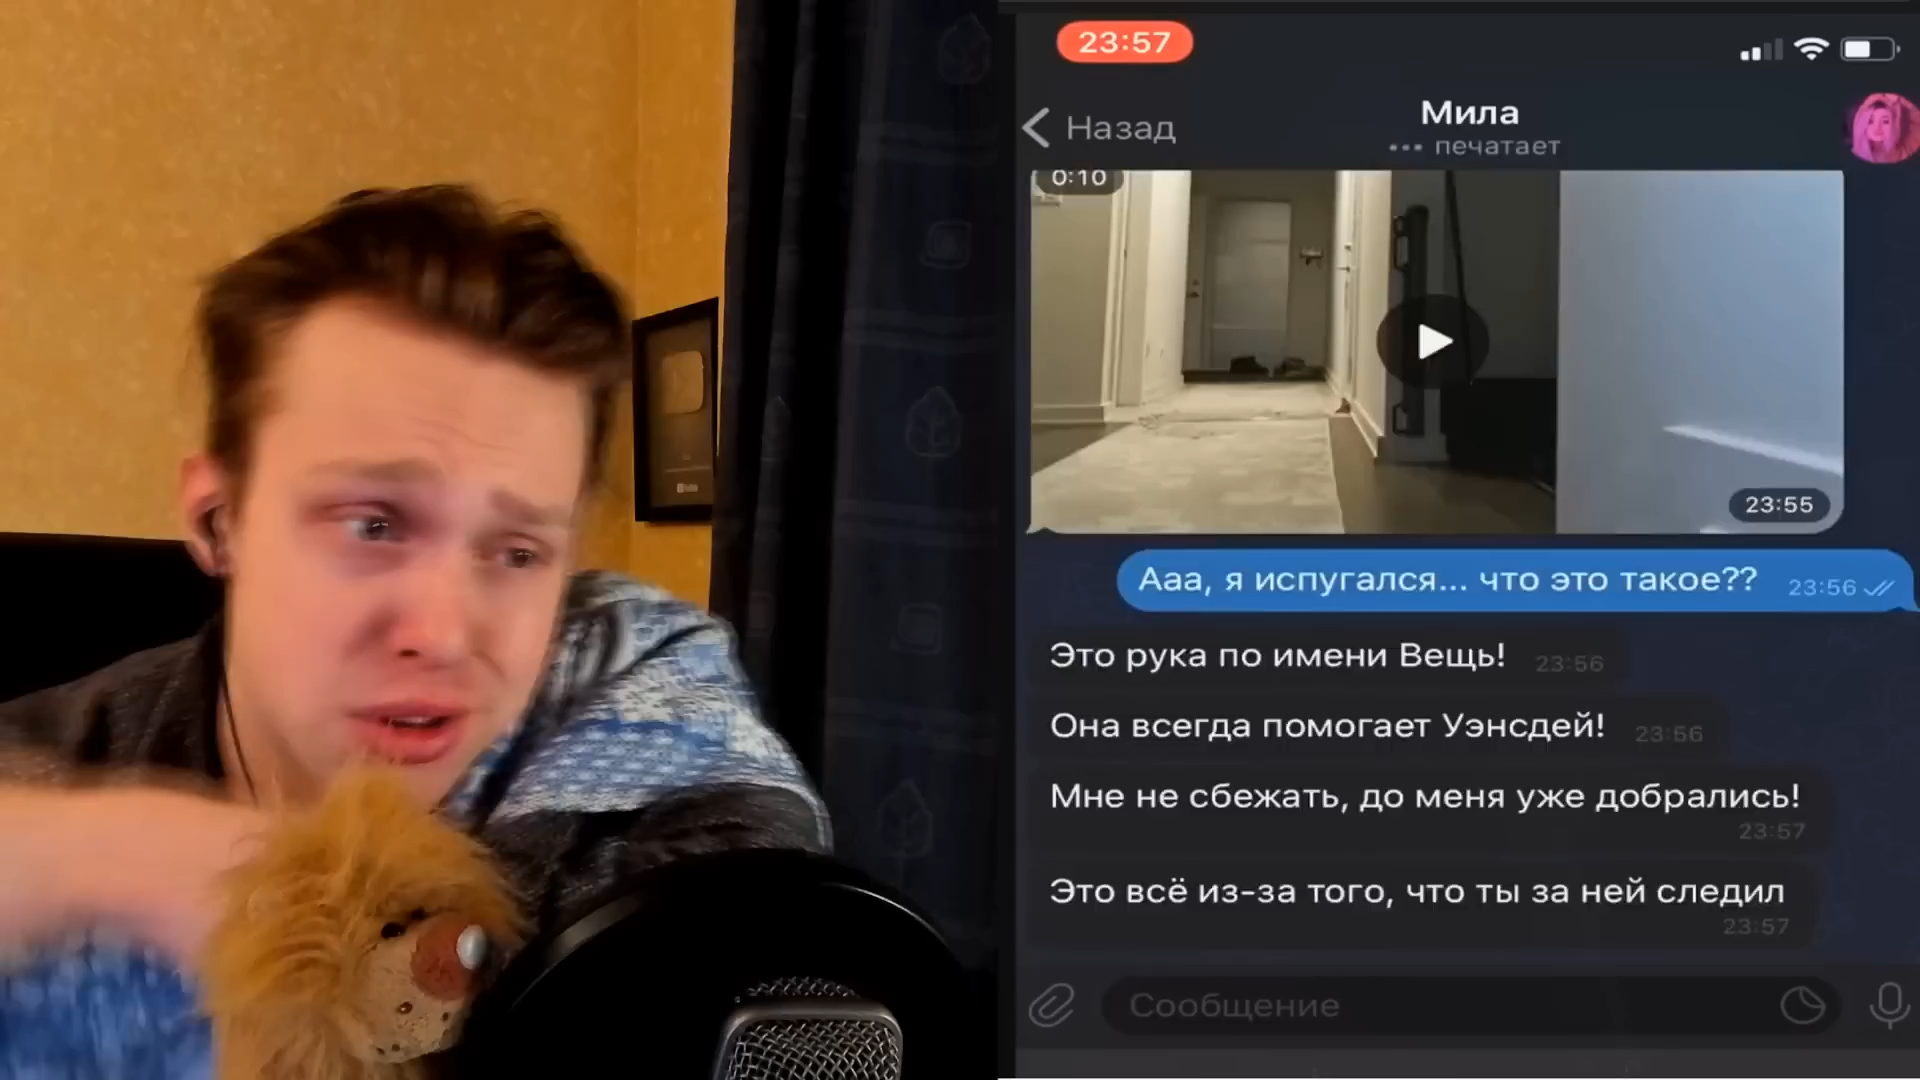 23:57
Назад
Мила
печатает
0:10
23:55
Ааа, я испугался... что это такое??
23:56
Это рука по имени Вещь!
23:56
Она всегда помогает Уэнсдей!
23:56
Мне не сбежать, до меня уже добрались!
23:57
Это всё из-за того, что ты за ней следил
23:57
Сообщение